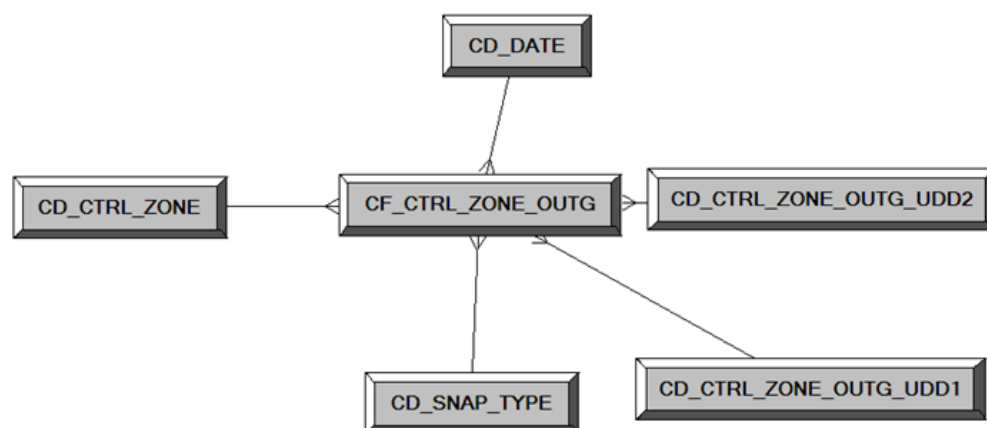 CD_DATE
CD_CTRL_ZONE
CF_CTRL_ZONE_OUTG
CD_CTRL_ZONE_OUTG_UDD2
CD_SNAP_TYPE
CD_CTRL_ZONE_OUTG_UDD1